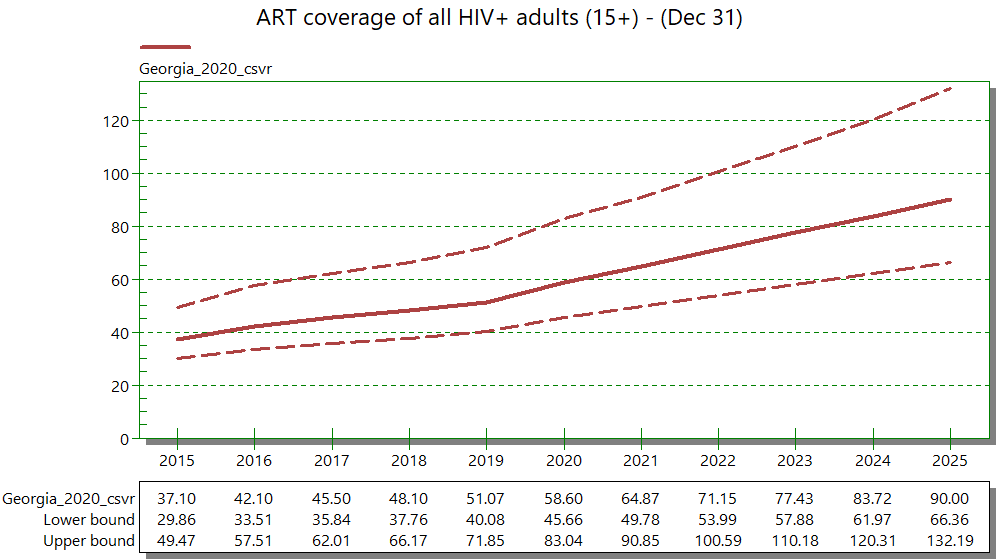 ART coverage of all HIV+ adults (15+) - (Dec 31)
Georgia_2020_csvr
120
100
80
60
40
20
0
2015 2016 2017 2018 2019 2020 2021 2022 2023 2024 2025
Georgia_2020_csvr 37.10 42.10 45.50 48.10 51.07 58.60 64.87 71.15 77.43 83.72 90.00
Lower bound 29.86 33.51 35.84 37.76 40.08 45.66 49.78 53.99 57.88 61.97 66.36
Upper bound 49.47 57.51 62.01 66.17 71.85 83.04 90.85 100.59 110.18 120.31 132.19